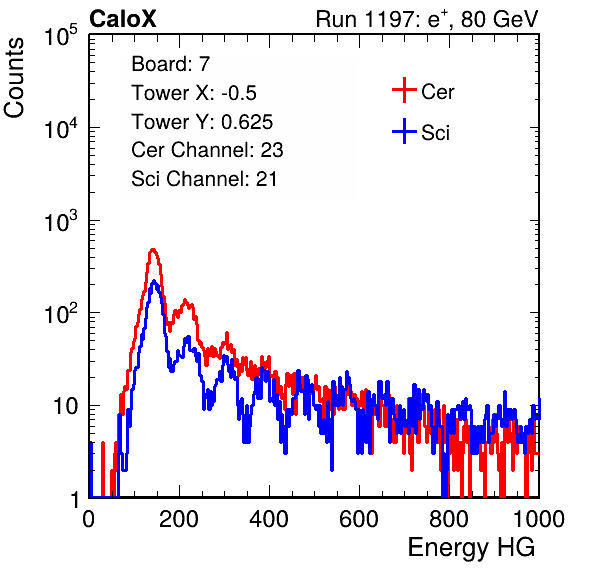 CaloX Run 1197: e⁺, 80 GeV
Counts
10⁵
10⁴
10³
10²
10
1
Board: 7
Tower X: -0.5
Tower Y: 0.625
Cer Channel: 23
Sci Channel: 21
Cer
Sci
0 200 400 600 800 1000
Energy HG